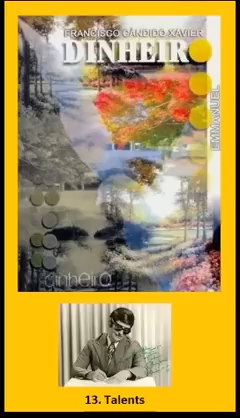 FRANCISCO CÂNDIDO XAVIER
DINHEIRO
EMMANUEL
dinheiro
13. Talents